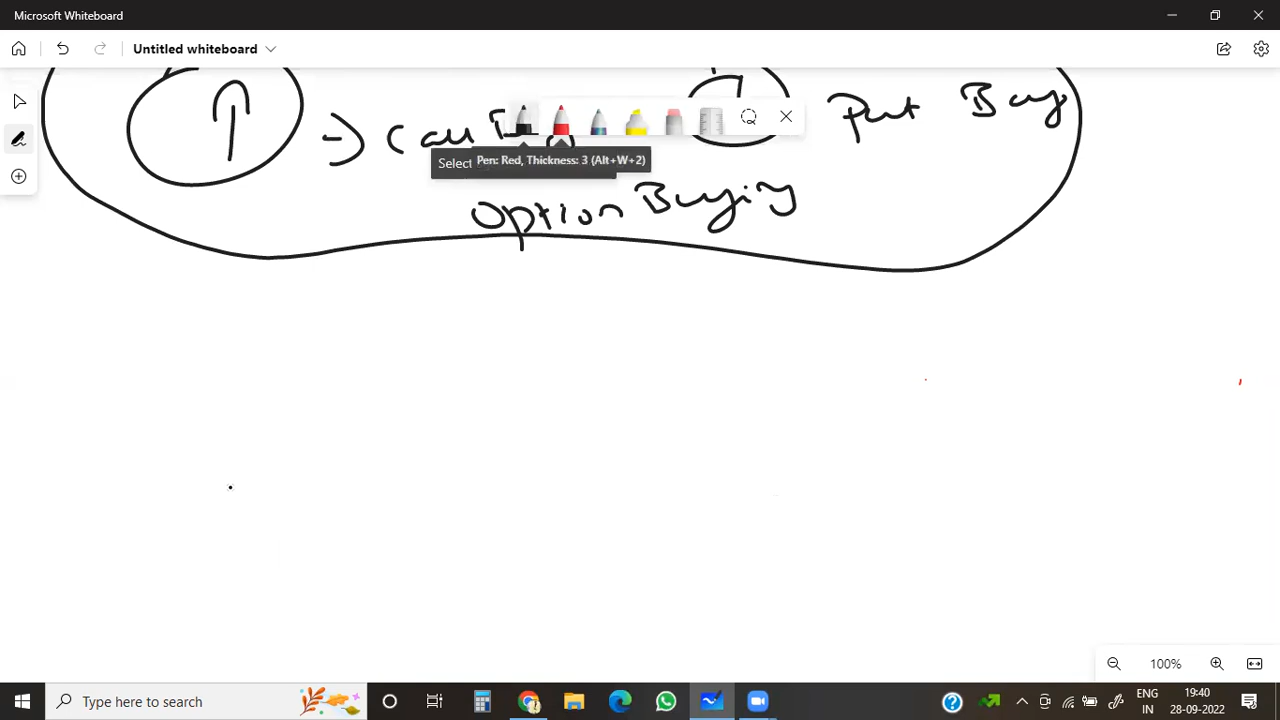 Microsoft Whiteboard
Untitled whiteboard
=) Call
Put Buy
Select
Pen: Red, Thickness: 3 (Alt+W+2)
Option Buying
100%
Type here to search
ENG
IN
19:40
28-09-2022